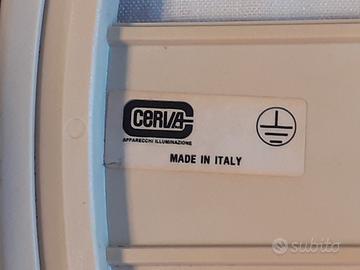 CERVA
APPARECCHI ILLUMINAZIONE
MADE IN ITALY
subito